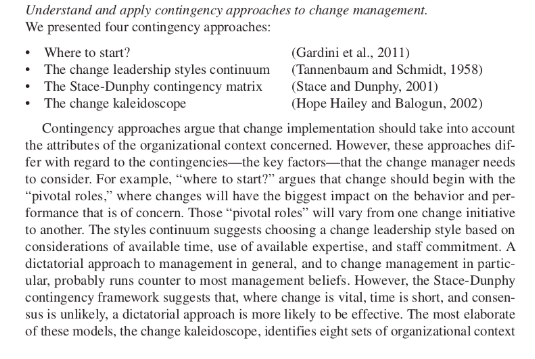 Understand and apply contingency approaches to change management.
We presented four contingency approaches:
• Where to start? (Gardini et al., 2011)
• The change leadership styles continuum (Tannenbaum and Schmidt, 1958)
• The Stace-Dunphy contingency matrix (Stace and Dunphy, 2001)
• The change kaleidoscope (Hope Hailey and Balogun, 2002)
Contingency approaches argue that change implementation should take into account
the attributes of the organizational context concerned. However, these approaches dif-
fer with regard to the contingencies—the key factors—that the change manager needs
to consider. For example, “where to start?” argues that change should begin with the
“pivotal roles,” where changes will have the biggest impact on the behavior and per-
formance that is of concern. Those “pivotal roles” will vary from one change initiative
to another. The styles continuum suggests choosing a change leadership style based on
considerations of available time, use of available expertise, and staff commitment. A
dictatorial approach to management in general, and to change management in partic-
ular, probably runs counter to most management beliefs. However, the Stace-Dunphy
contingency framework suggests that, where change is vital, time is short, and consen-
sus is unlikely, a dictatorial approach is more likely to be effective. The most elaborate
of these models, the change kaleidoscope, identifies eight sets of organizational context